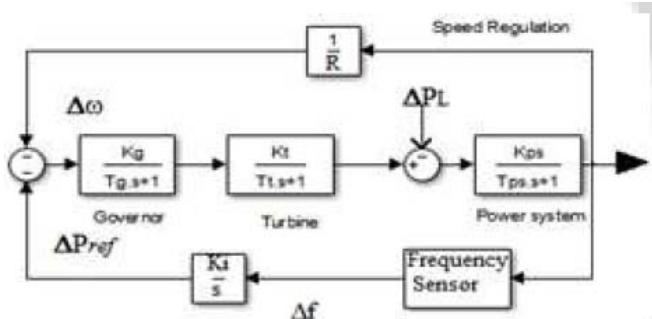 Speed Regulation
1
R
Δω
ΔPL
Kg
Tg.s+1
Kt
Tt.s+1
Kps
Tps.s+1
Governor
Turbine
Power system
ΔPref
Ki
s
Frequency
Sensor
Δf